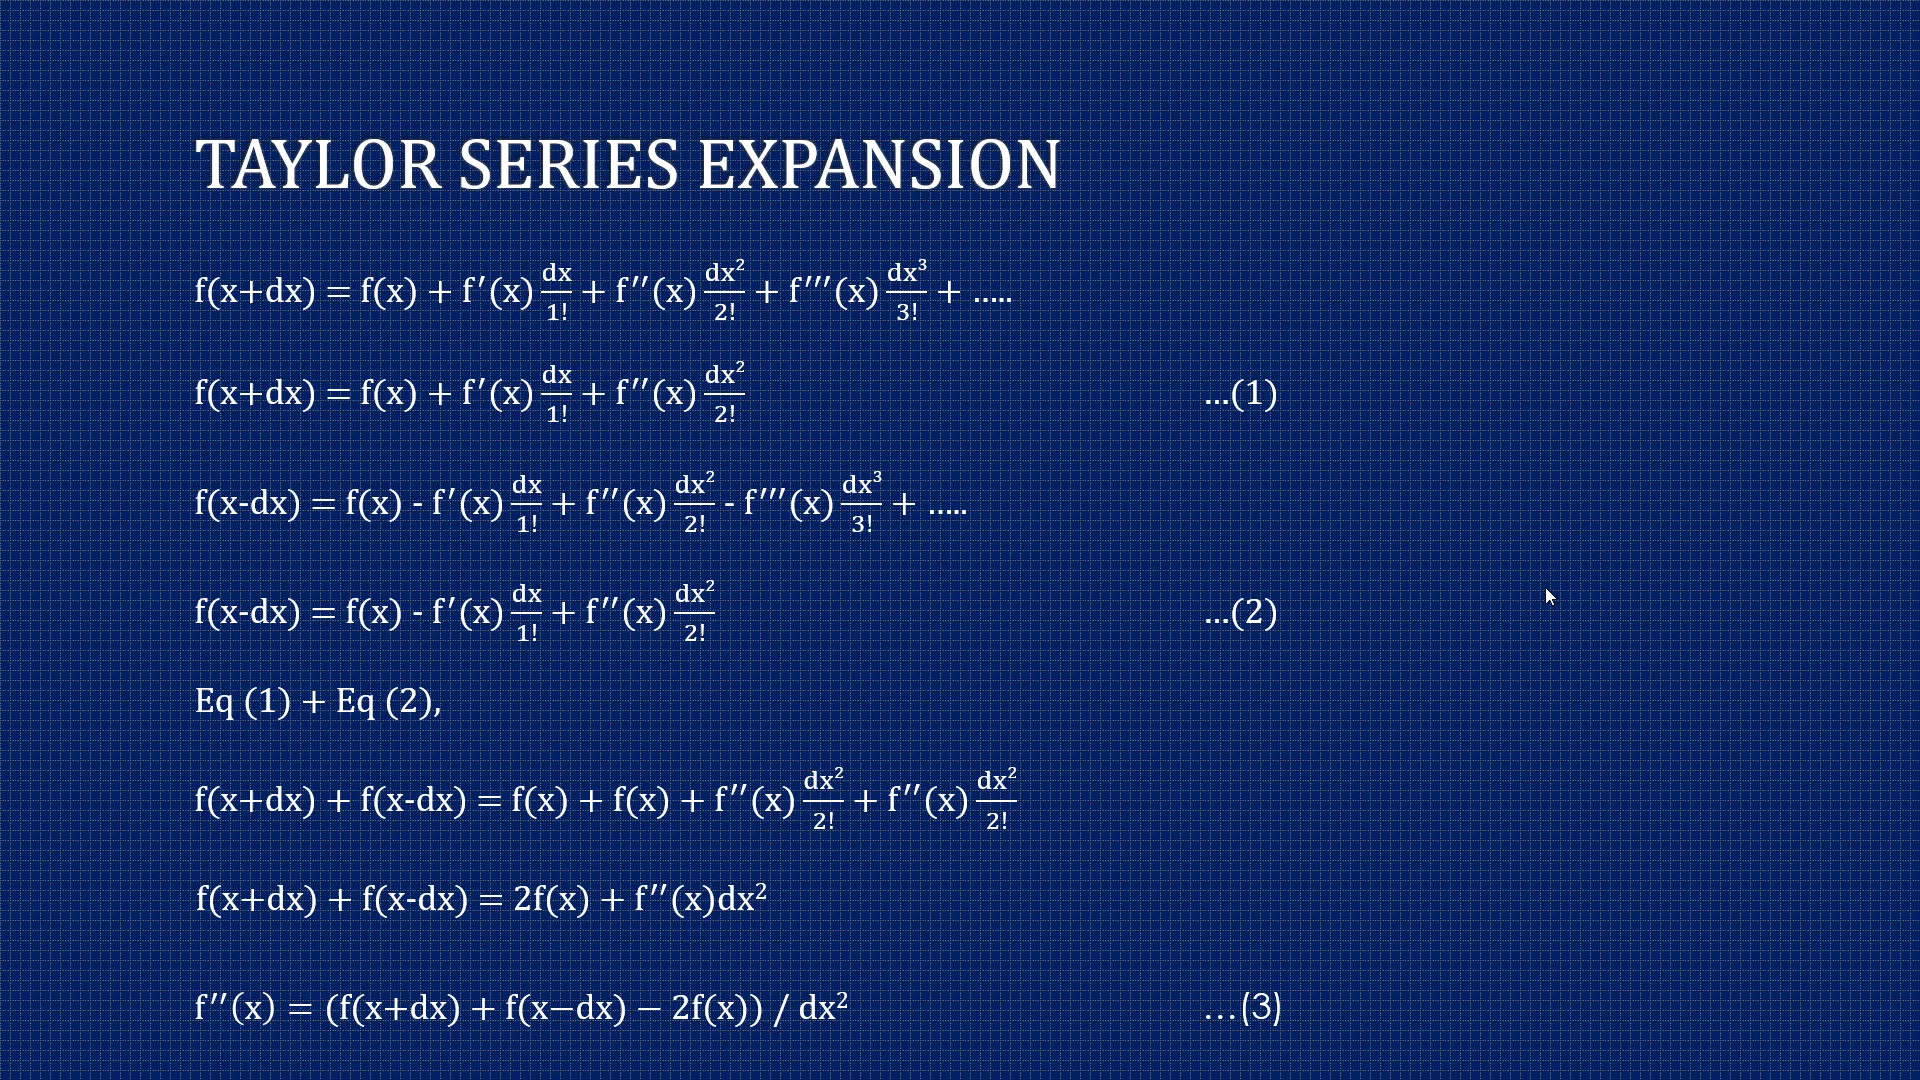 TAYLOR SERIES EXPANSION
f(x+dx) = f(x) + f′(x) dx/1! + f′′(x) dx²/2! + f′′′(x) dx³/3! + .....
f(x+dx) = f(x) + f′(x) dx/1! + f′′(x) dx²/2! ...(1)
f(x-dx) = f(x) - f′(x) dx/1! + f′′(x) dx²/2! - f′′′(x) dx³/3! + .....
f(x-dx) = f(x) - f′(x) dx/1! + f′′(x) dx²/2! ...(2)
Eq (1) + Eq (2),
f(x+dx) + f(x-dx) = f(x) + f(x) + f′′(x) dx²/2! + f′′(x) dx²/2!
f(x+dx) + f(x-dx) = 2f(x) + f′′(x)dx²
f′′(x) = (f(x+dx) + f(x−dx) − 2f(x)) / dx² ...(3)